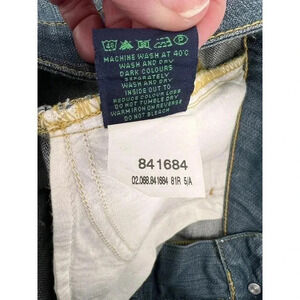 40 P
MACHINE WASH AT 40°C
WASH AND DRY
DARK COLOURS
SEPARATELY
WASH AND DRY
INSIDE OUT TO
REDUCE COLOUR LOSS
DO NOT TUMBLE DRY
WARM IRON ON REVERSE
DO NOT BLEACH
841684
02.068.841684 81R 5/A